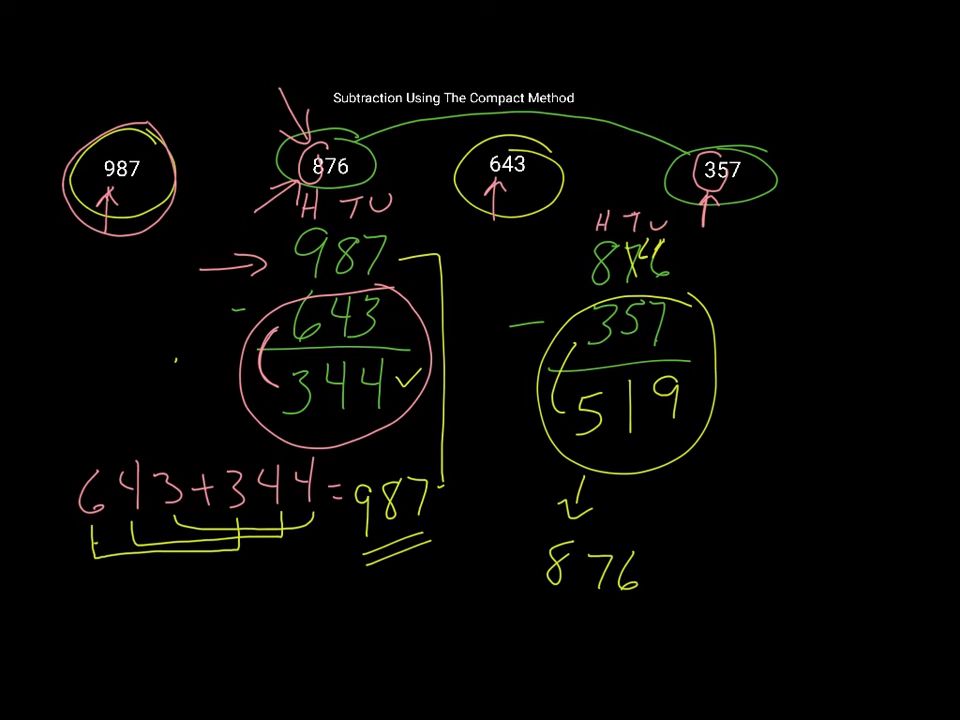 Subtraction Using The Compact Method
987 876 643 357
H T U
987
- 643
344
643+344=987
H T U
876
- 357
519
876